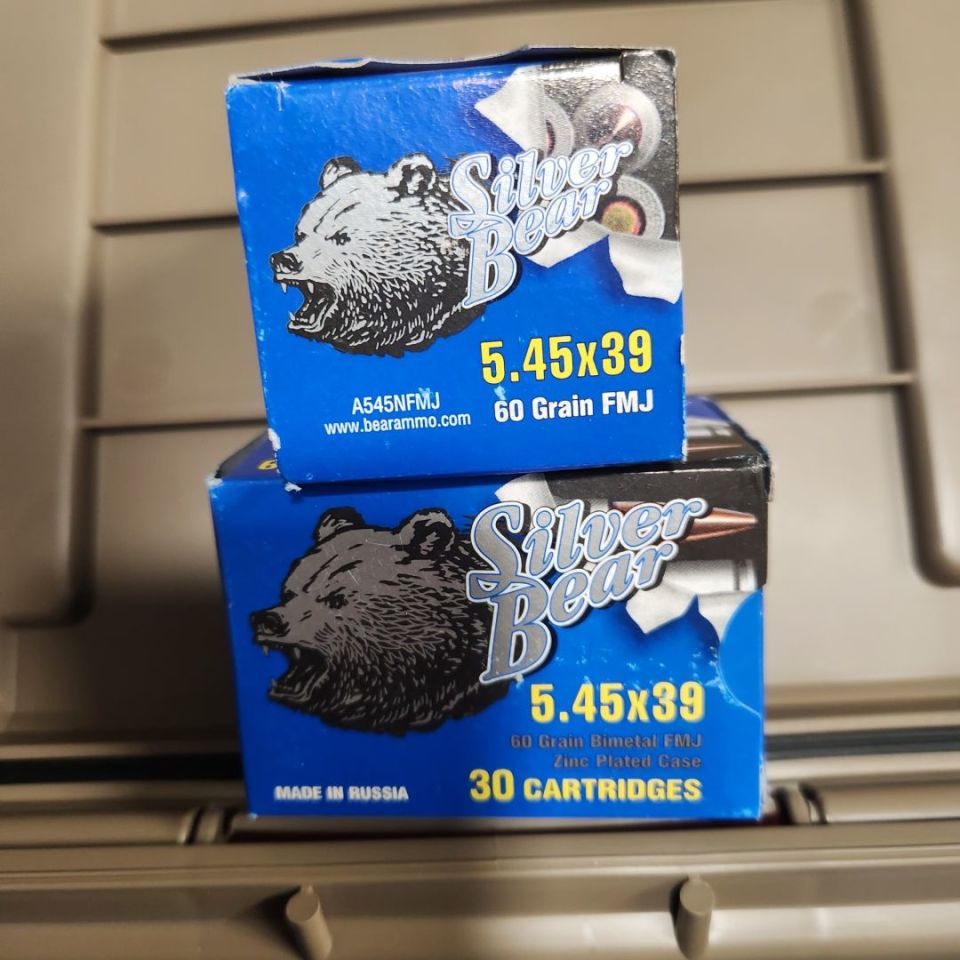 Silver
Bear
5.45x39
A545NFMJ
60 Grain FMJ
www.bearammo.com
Silver
Bear
5.45x39
60 Grain Bimetal FMJ
Zinc Plated Case
MADE IN RUSSIA
30 CARTRIDGES